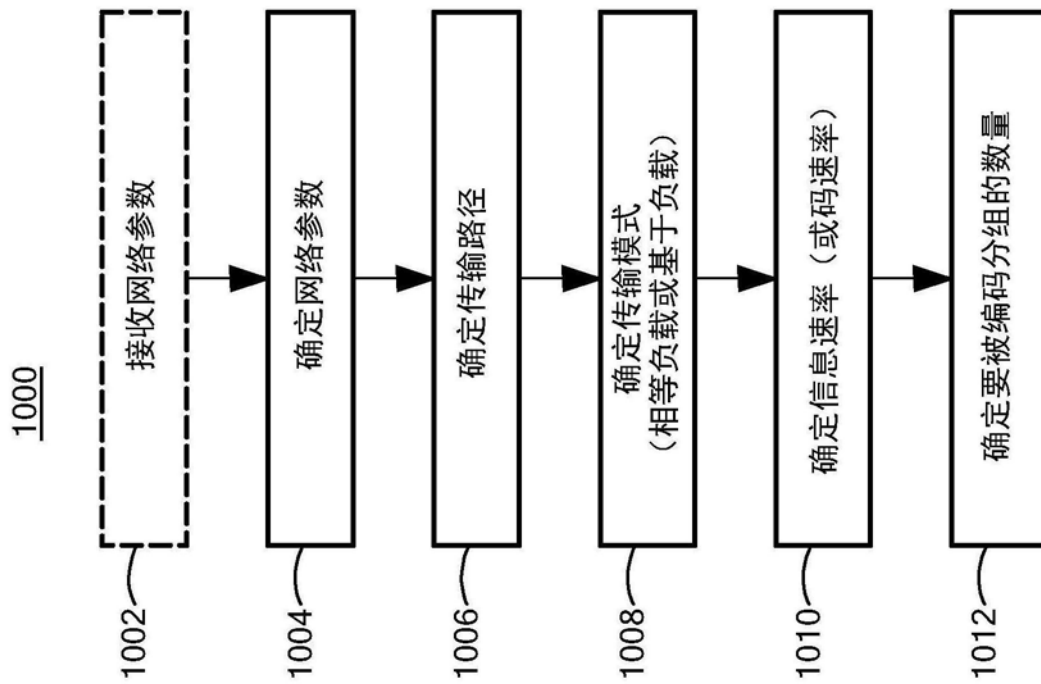 1000
1002
接收网络参数
1004
确定网络参数
1006
确定传输路径
1008
确定传输模式
（相等负载或基于负载）
1010
确定信息速率（或码速率）
1012
确定要被编码分组的数量